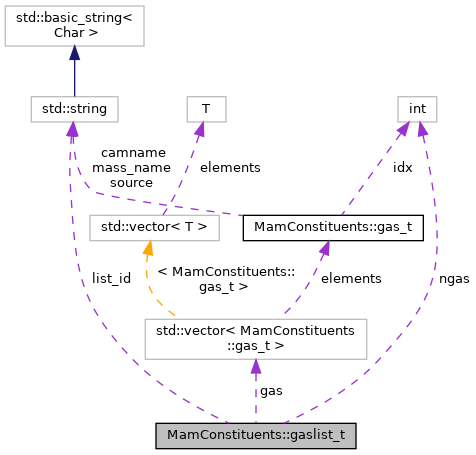 std::basic_string<
Char >
std::string
T
int
camname
mass_name
source
elements
idx
std::vector< T >
MamConstituents::gas_t
list_id
< MamConstituents::
gas_t >
elements
ngas
std::vector< MamConstituents
::gas_t >
gas
MamConstituents::gaslist_t